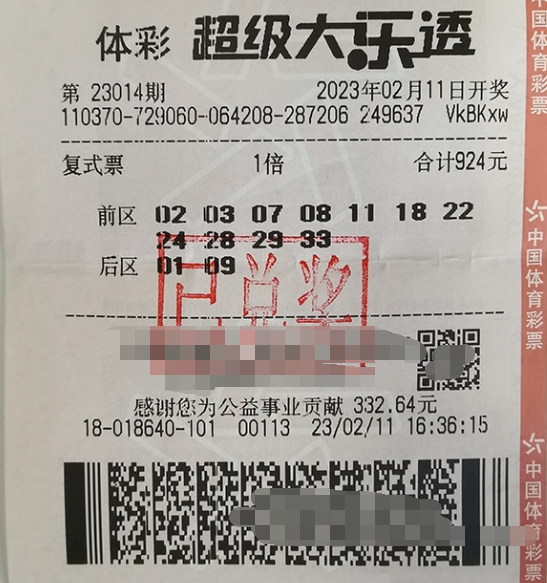 体彩 超级大乐透
第 23014期 2023年02月11日开奖
110370-729060-064208-287206 249637 VkBKxw
复式票 1倍 合计924元
前区 02 03 07 08 11 18 22
24 28 29 33
后区 01 09
已兑奖
感谢您为公益事业贡献 332.64元
18-018640-101 00113 23/02/11 16:36:15
中国体育彩票
中国体育彩票
中国体育彩票